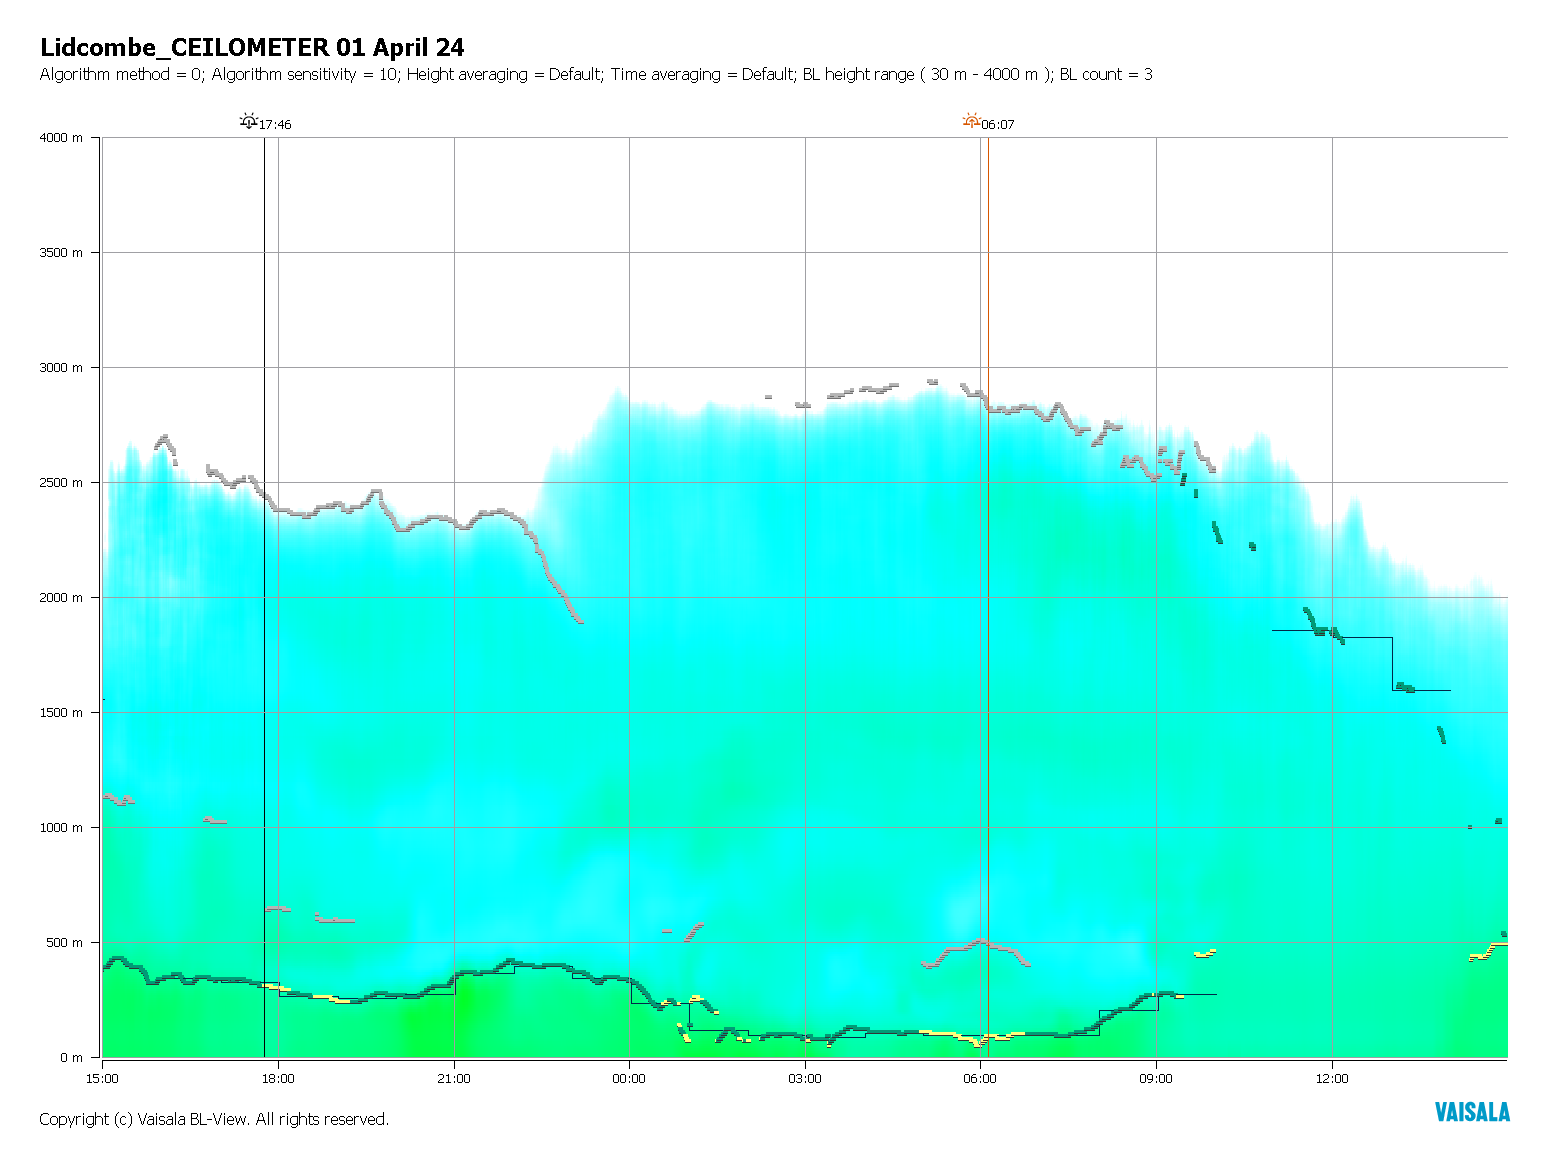 Lidcombe_CEILOMETER 01 April 24
Algorithm method = 0; Algorithm sensitivity = 10; Height averaging = Default; Time averaging = Default; BL height range ( 30 m - 4000 m ); BL count = 3
17:46
06:07
4000 m
3500 m
3000 m
2500 m
2000 m
1500 m
1000 m
500 m
0 m
15:00
18:00
21:00
00:00
03:00
06:00
09:00
12:00
Copyright (c) Vaisala BL-View. All rights reserved.
VAISALA